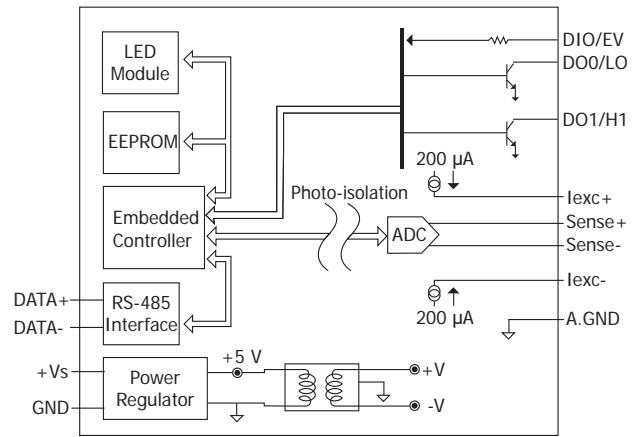 LED
Module
EEPROM
Embedded
Controller
RS-485
Interface
DATA+
DATA-
+Vs
GND
Power
Regulator
+5 V
+V
-V
Photo-isolation
ADC
200 µA
200 µA
DIO/EV
DO0/LO
DO1/H1
Iexc+
Sense+
Sense-
Iexc-
A.GND